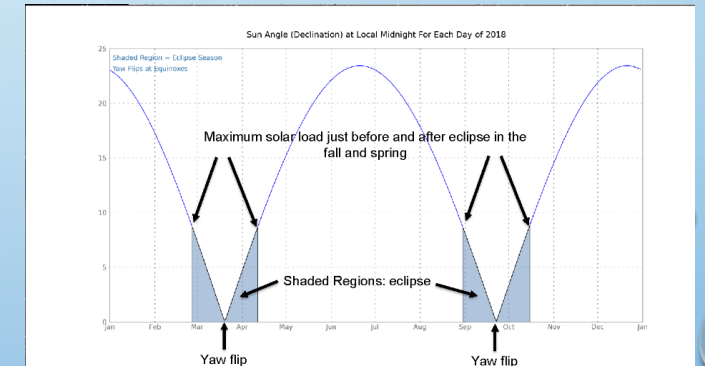 Sun Angle (Declination) at Local Midnight For Each Day of 2018
25
Shaded Region = Eclipse Season
Yaw Flips at Equinoxes
20
Maximum solar load just before and after eclipse in the
fall and spring
15
10
5
Shaded Regions: eclipse
0
Jan Feb Mar Apr May Jun Jul Aug Sep Oct Nov Dec Jan
Yaw flip Yaw flip